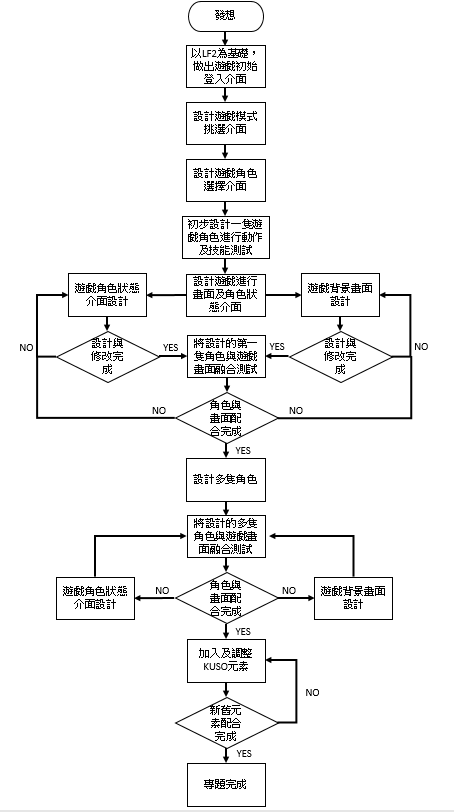 發想
以LF2為基礎，
做出遊戲初始
登入介面
設計遊戲模式
挑選介面
設計遊戲角色
選擇介面
初步設計一隻遊
戲角色進行動作
及技能測試
遊戲角色狀態
介面設計
設計遊戲進行
畫面及角色狀
態介面
遊戲背景畫面
設計
NO
設計與
修改完
成
YES
將設計的第一
隻角色與遊戲
畫面融合測試
YES
設計與
修改完
成
NO
NO
角色與
畫面配
合完成
NO
YES
設計多隻角色
將設計的多隻
角色與遊戲畫
面融合測試
遊戲角色狀態
介面設計
NO
角色與
畫面配
合完成
NO
遊戲背景畫面
設計
YES
加入及調整
KUSO元素
NO
新舊元
素配合
完成
YES
專題完成